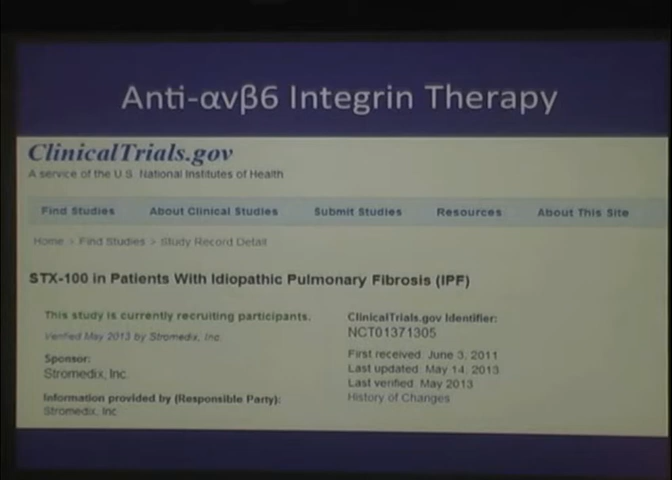 Anti-αvβ6 Integrin Therapy
ClinicalTrials.gov
A service of the U.S. National Institutes of Health
Find Studies About Clinical Studies Submit Studies Resources About This Site
Home > Find Studies > Study Record Detail
STX-100 in Patients With Idiopathic Pulmonary Fibrosis (IPF)
This study is currently recruiting participants.
Verified May 2013 by Stromedix, Inc.
Sponsor:
Stromedix, Inc.
Information provided by (Responsible Party):
Stromedix, Inc
ClinicalTrials.gov Identifier:
NCT01371305
First received: June 3, 2011
Last updated: May 14, 2013
Last verified: May 2013
History of Changes